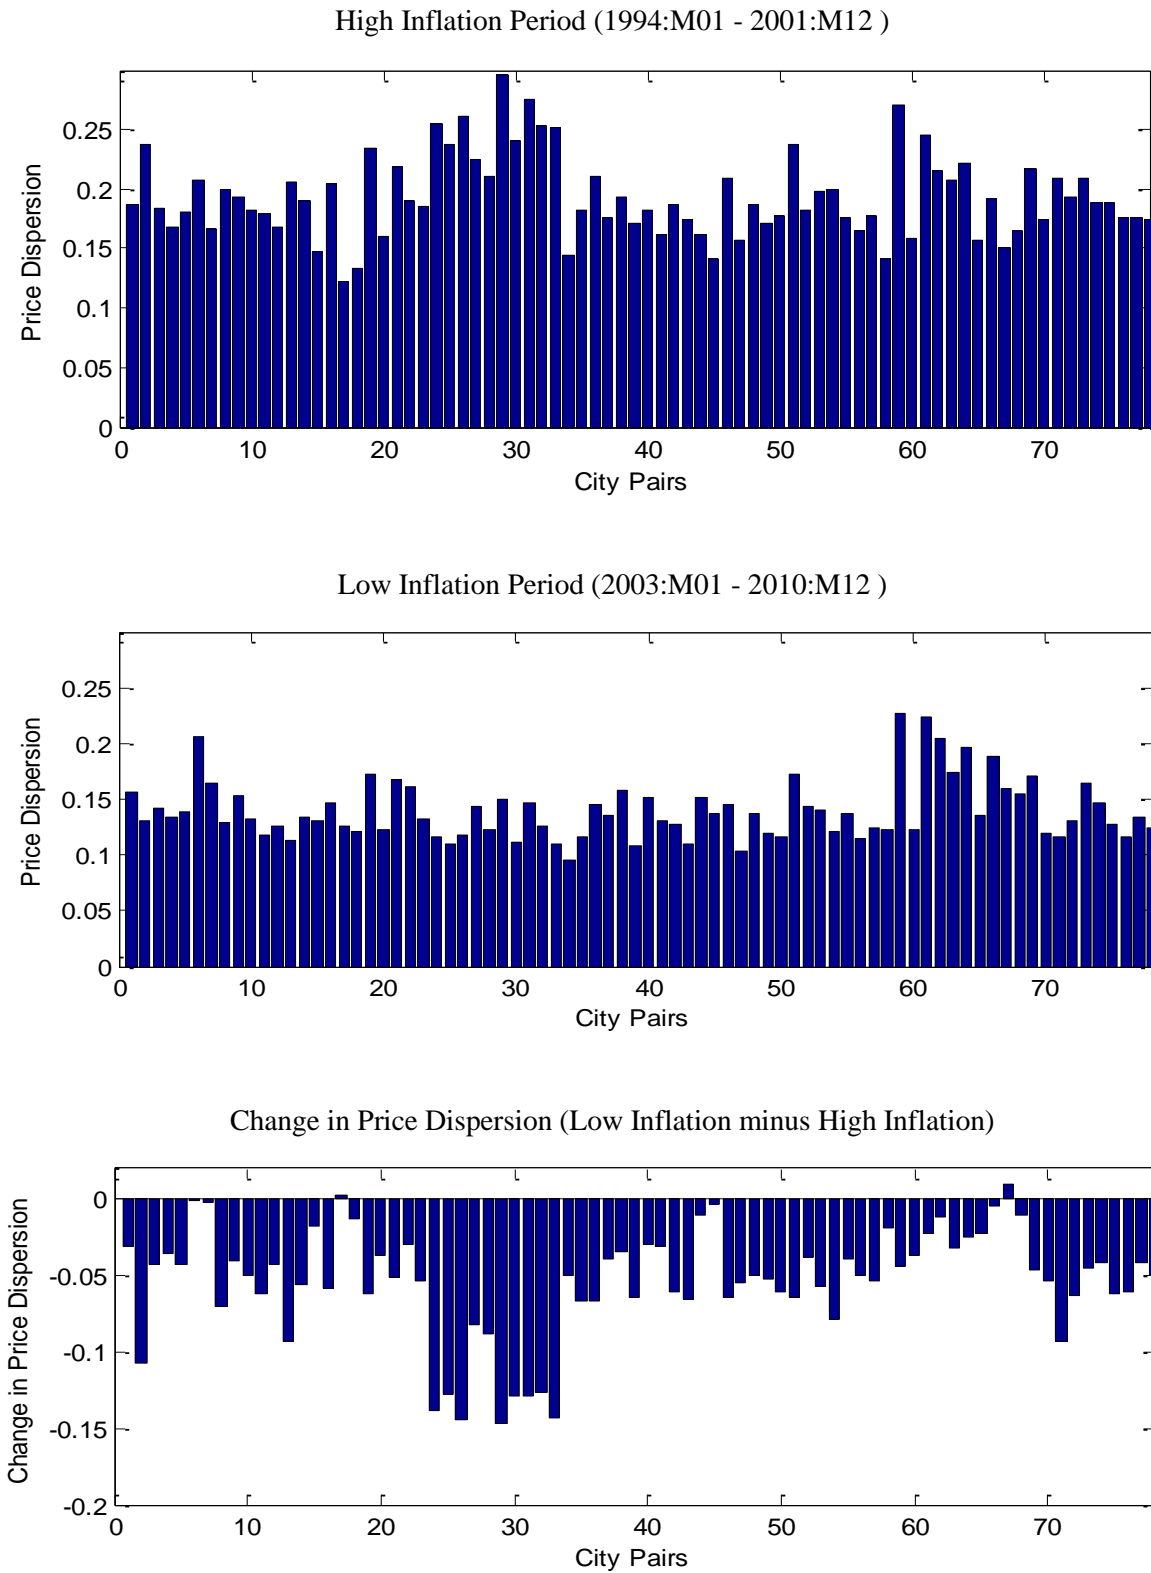 High Inflation Period (1994:M01 - 2001:M12 )
0.25
0.2
0.15
0.1
0.05
0
Price Dispersion
0 10 20 30 40 50 60 70
City Pairs
Low Inflation Period (2003:M01 - 2010:M12 )
0.25
0.2
0.15
0.1
0.05
0
Price Dispersion
0 10 20 30 40 50 60 70
City Pairs
Change in Price Dispersion (Low Inflation minus High Inflation)
0
-0.05
-0.1
-0.15
-0.2
Change in Price Dispersion
0 10 20 30 40 50 60 70
City Pairs